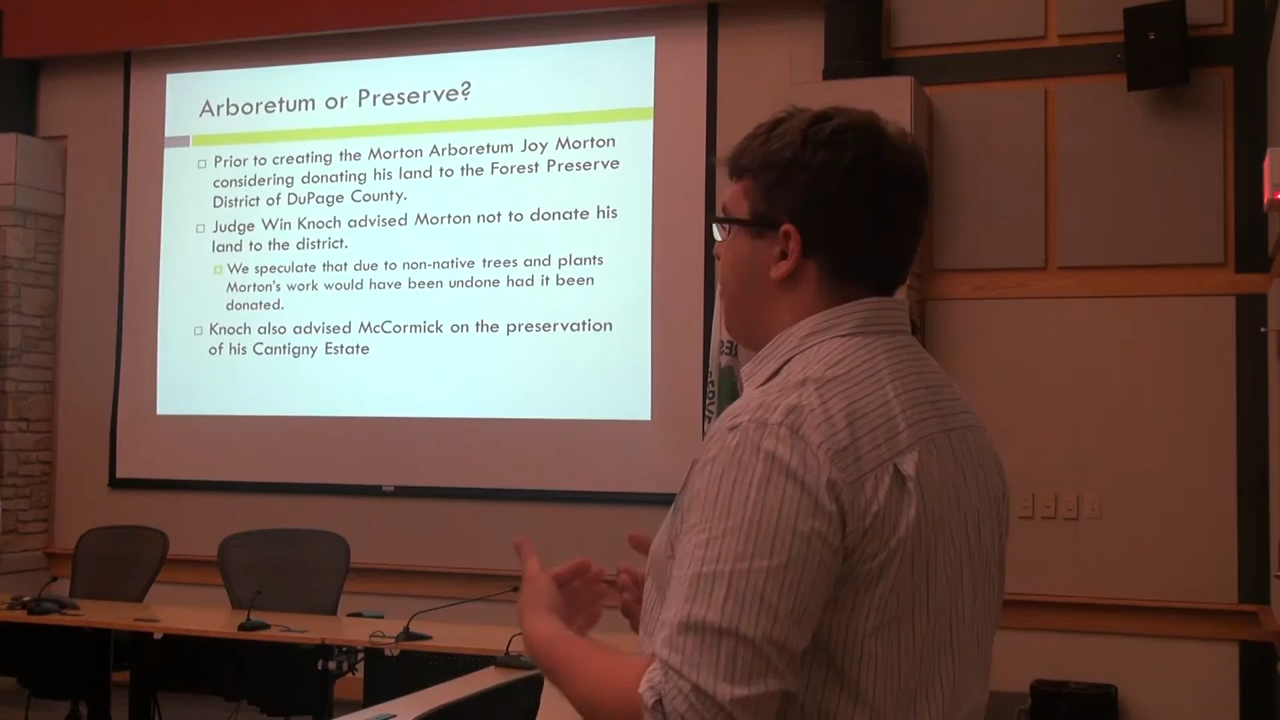 Arboretum or Preserve?
Prior to creating the Morton Arboretum Joy Morton
considering donating his land to the Forest Preserve
District of DuPage County.
Judge Win Knoch advised Morton not to donate his
land to the district.
We speculate that due to non-native trees and plants
Morton's work would have been undone had it been
donated.
Knoch also advised McCormick on the preservation
of his Cantigny Estate